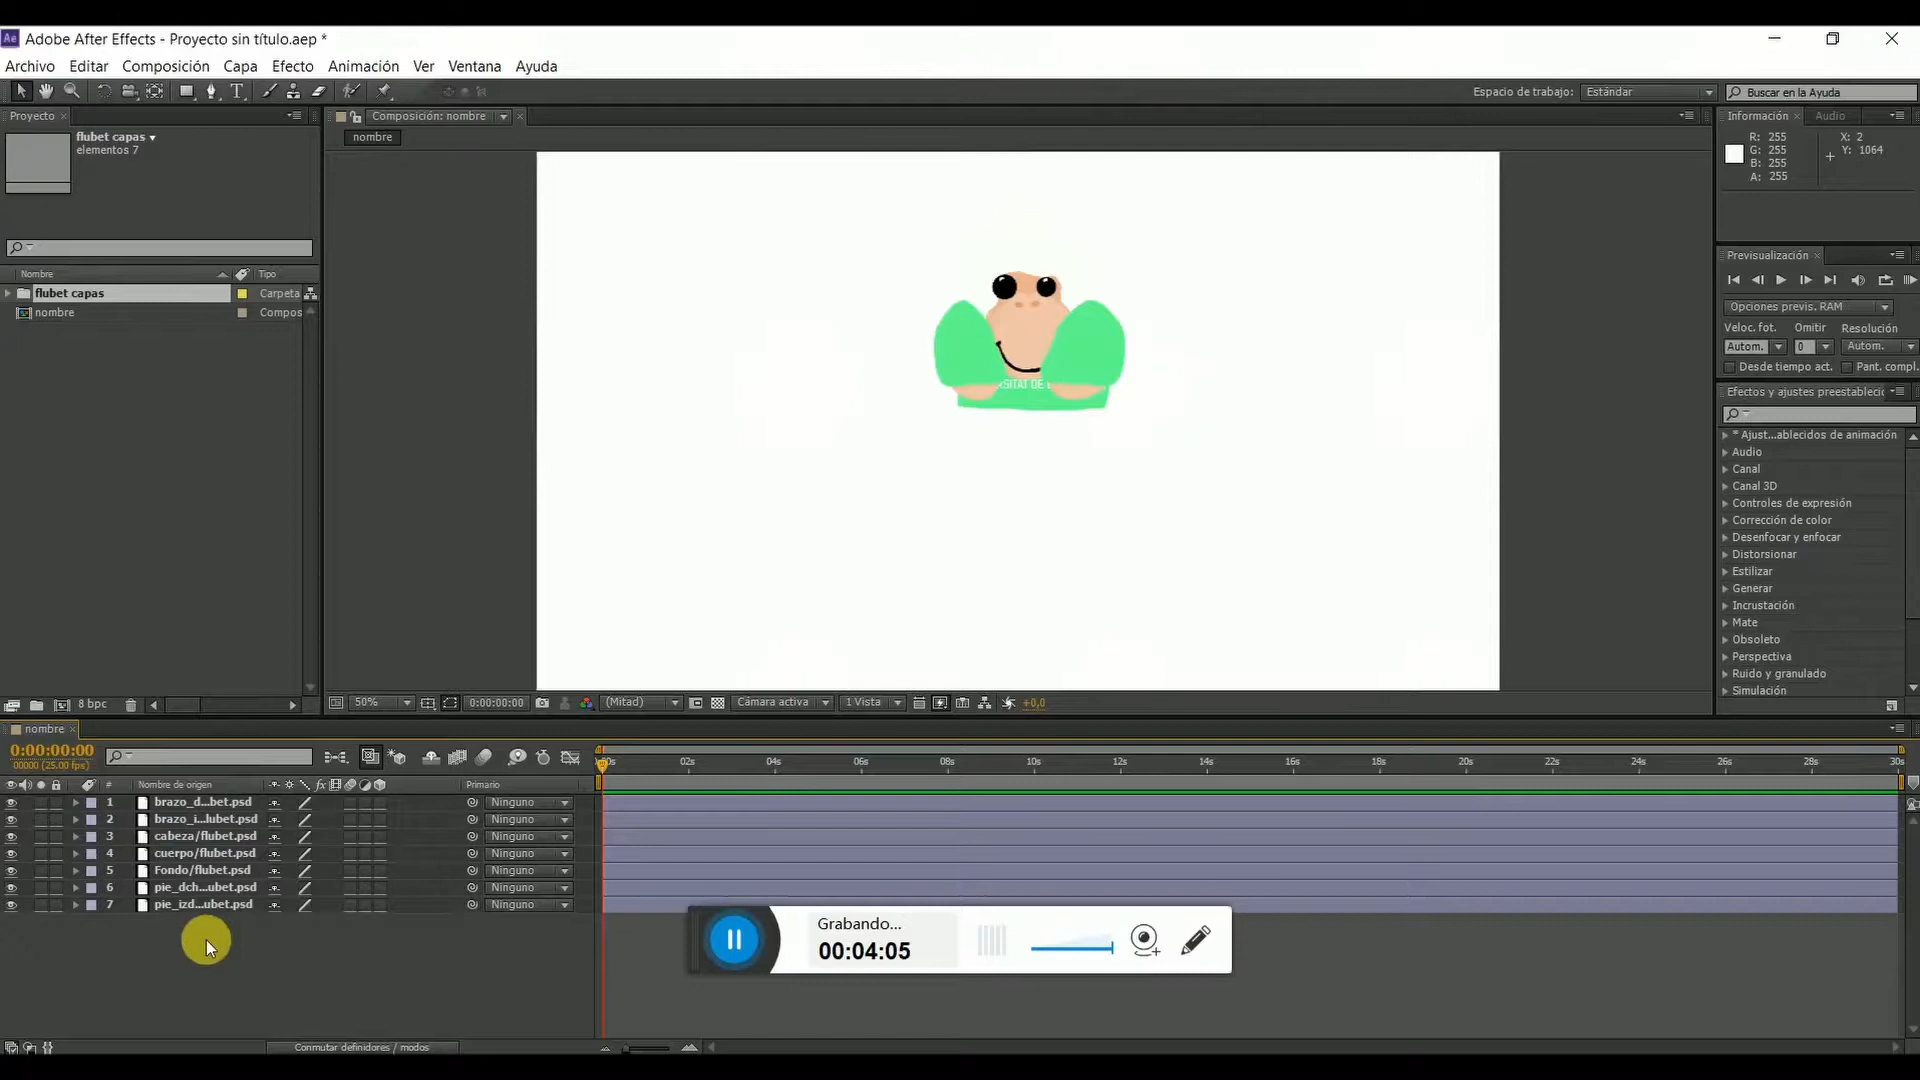 Ae Adobe After Effects - Proyecto sin título.aep *
Archivo Editar Composición Capa Efecto Animación Ver Ventana Ayuda
Espacio de trabajo: Estándar Buscar en la Ayuda
Proyecto
flubet capas
elementos 7
Nombre Tipo
flubet capas Carpeta
nombre Compos
8 bpc
Composición: nombre
nombre
SITAT DE
50% 0:00:00:00 (Mitad) Cámara activa 1 Vista +0,0
Información Audio
R: 255 X: 2
G: 255 Y: 1064
B: 255
A: 255
Previsualización
Opciones previs. RAM
Veloc. fot. Omitir Resolución
Autom. 0 Autom.
Desde tiempo act. Pant. compl.
Efectos y ajustes preestablecic
* Ajust...ablecidos de animación
Audio
Canal
Canal 3D
Controles de expresión
Corrección de color
Desenfocar y enfocar
Distorsionar
Estilizar
Generar
Incrustación
Mate
Obsoleto
Perspectiva
Ruido y granulado
Simulación
nombre
0:00:00:00
00000 (25.00 fps)
00s 02s 04s 06s 08s 10s 12s 14s 16s 18s 20s 22s 24s 26s 28s 30s
# Nombre de origen fx Primario
1 brazo_d...bet.psd Ninguno
2 brazo_i...lubet.psd Ninguno
3 cabeza/flubet.psd Ninguno
4 cuerpo/flubet.psd Ninguno
5 Fondo/flubet.psd Ninguno
6 pie_dch...ubet.psd Ninguno
7 pie_izd...ubet.psd Ninguno
Grabando...
00:04:05
Conmutar definidores / modos